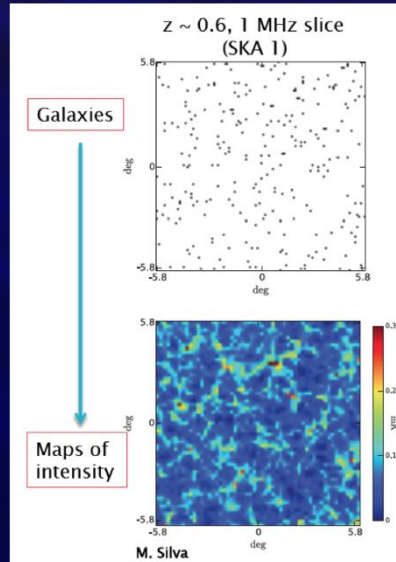 z ~ 0.6, 1 MHz slice
(SKA 1)
Galaxies
5.8
deg
0
-5.8
-5.8
0
5.8
deg
5.8
deg
0
-5.8
-5.8
0
5.8
deg
0.3
0.2
0.1
0
Maps of
intensity
M. Silva